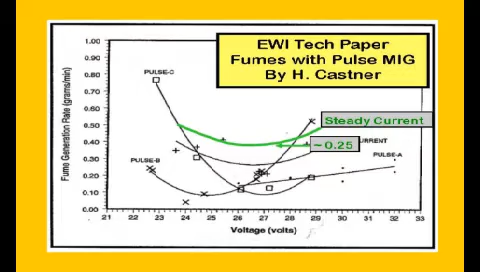 EWI Tech Paper
Fumes with Pulse MIG
By H. Castner
1.00
0.90
0.80
0.70
0.60
0.50
0.40
0.30
0.20
0.10
0.00
Fume Generation Rate (grams/min)
PULSE-C
Steady Current
~0.25
CURRENT
PULSE-B
PULSE-A
21 22 23 24 25 26 27 28 29 30 31 32 33
Voltage (volts)